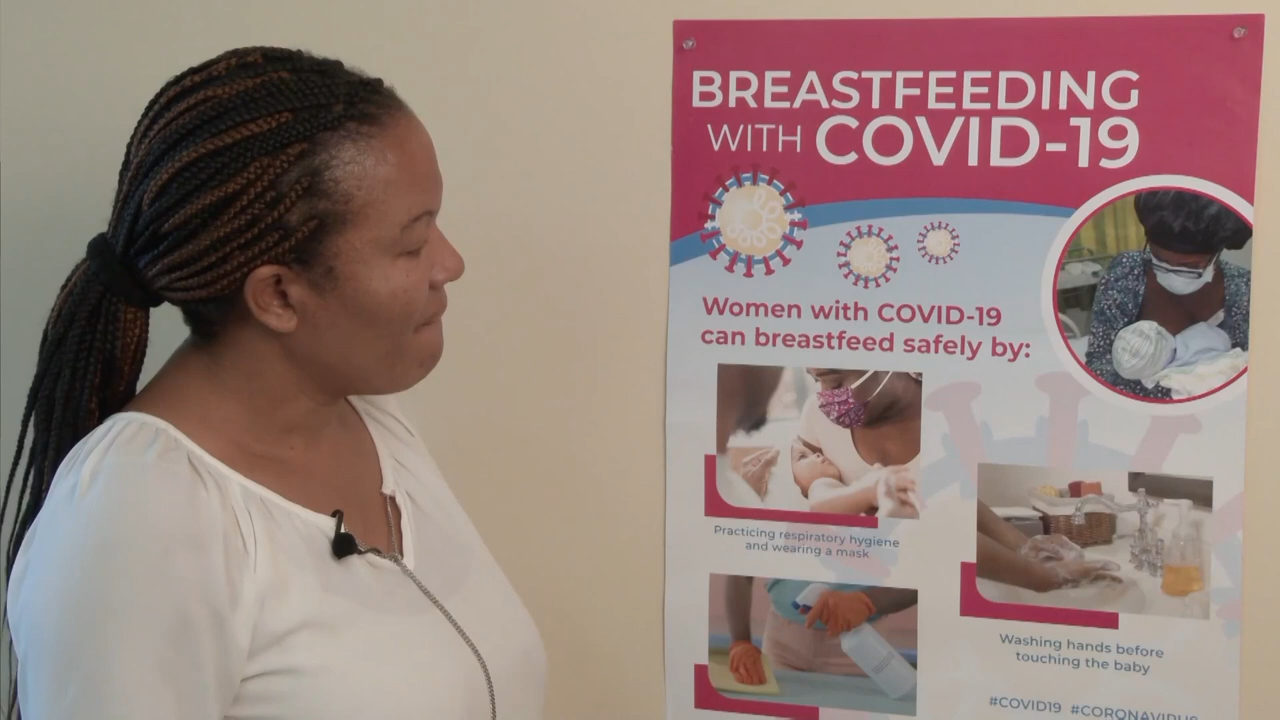 BREASTFEEDING
WITH COVID-19
Women with COVID-19
can breastfeed safely by:
Practicing respiratory hygiene
and wearing a mask
Washing hands before
touching the baby
#COVID19 #CORONAVIRUS